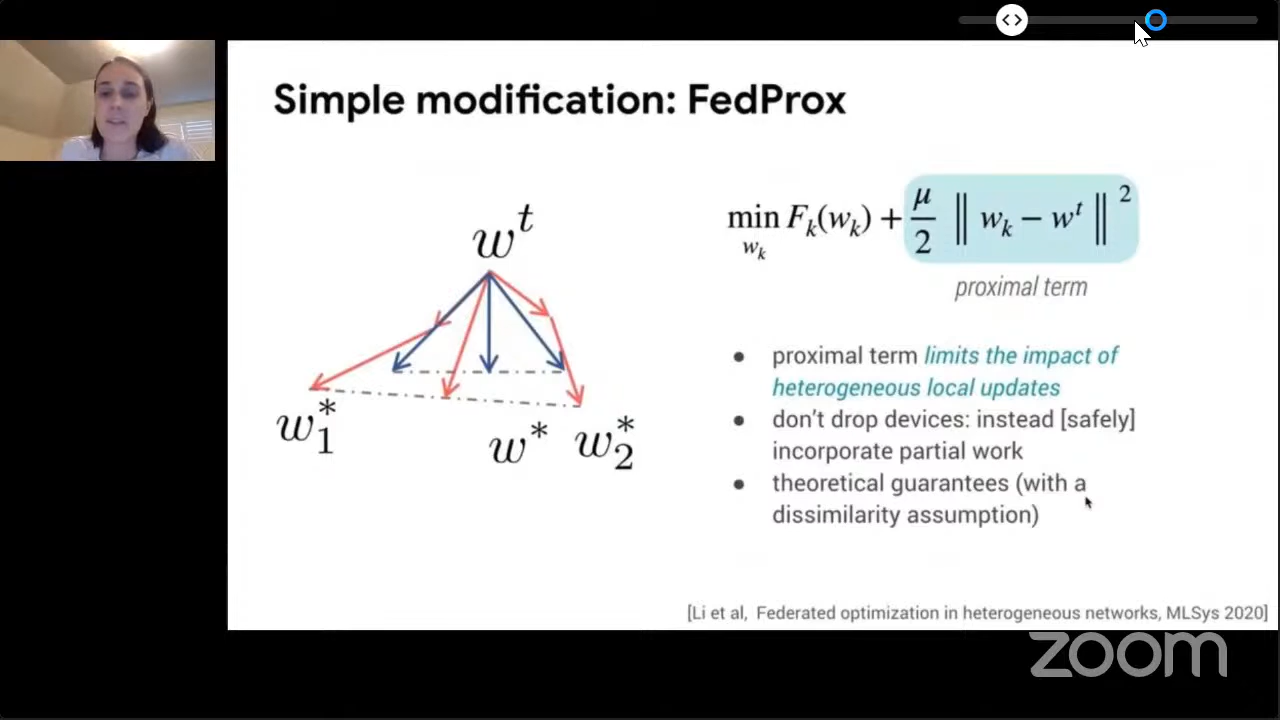 Simple modification: FedProx
w^t
w_1^*
w^*
w_2^*
min_{w_k} F_k(w_k) + μ/2 ‖ w_k − w^t ‖^2
proximal term
● proximal term limits the impact of
heterogeneous local updates
● don't drop devices: instead [safely]
incorporate partial work
● theoretical guarantees (with a
dissimilarity assumption)
[Li et al, Federated optimization in heterogeneous networks, MLSys 2020]
zoom